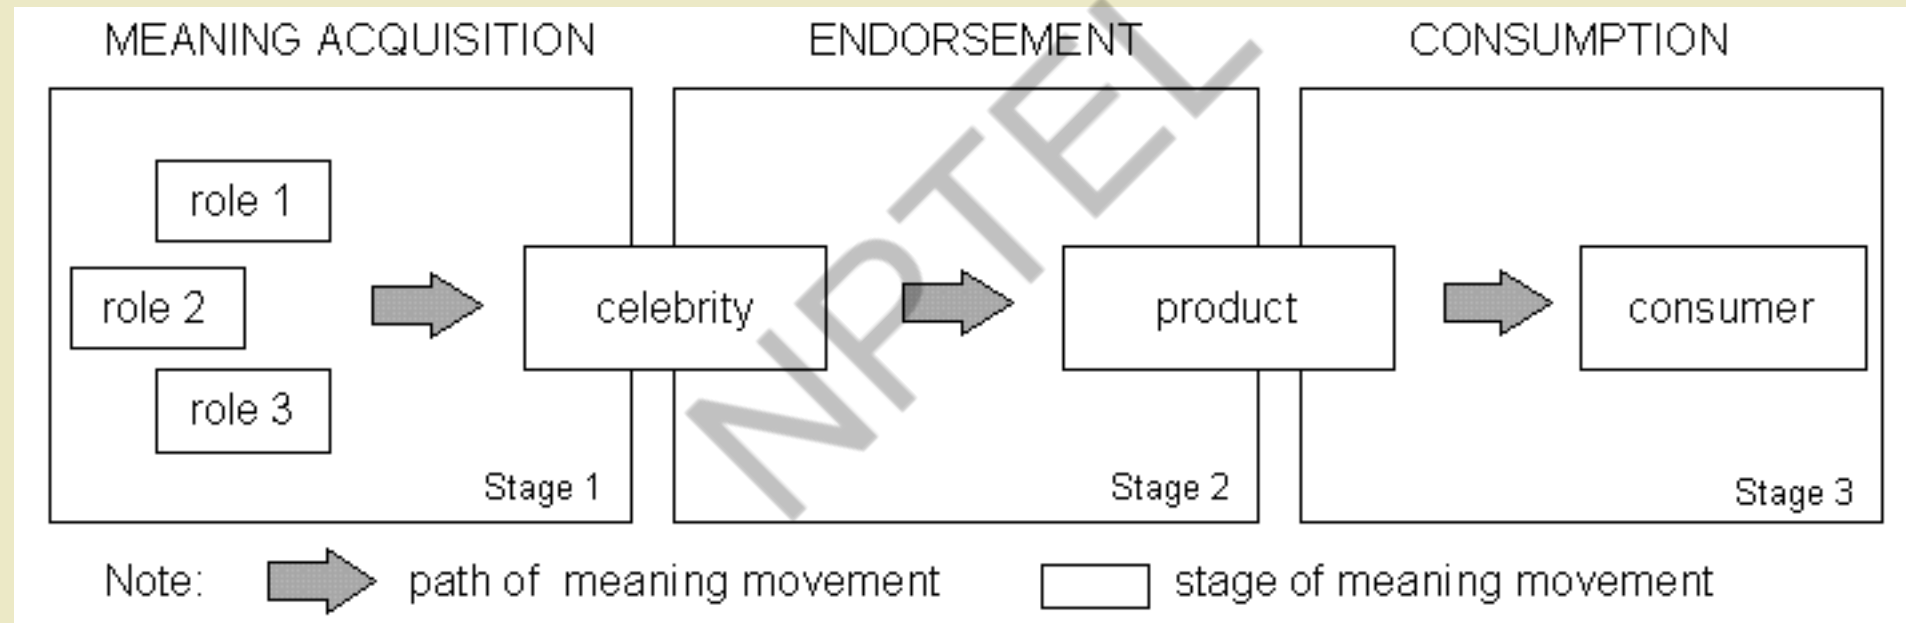 MEANING ACQUISITION
ENDORSEMENT
CONSUMPTION
role 1
role 2
role 3
celebrity
product
consumer
Stage 1
Stage 2
Stage 3
Note:
path of meaning movement
stage of meaning movement
NPTEL